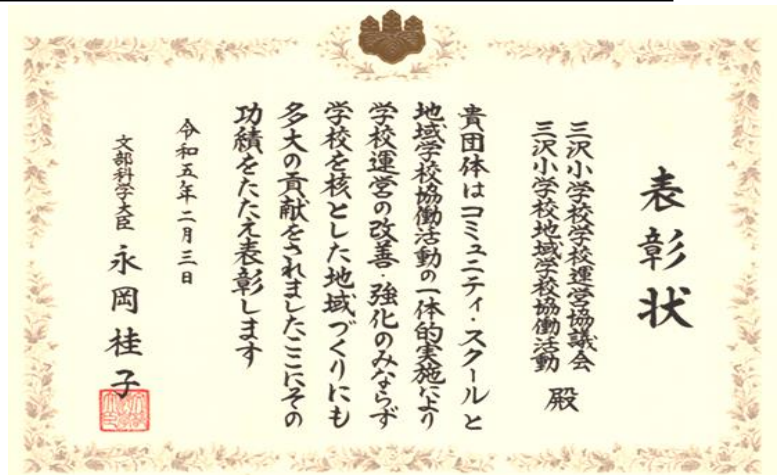 表彰状
三沢小学校学校運営協議会
三沢小学校地域学校協働活動
殿
貴団体はコミュニティ・スクールと
地域学校協働活動の一体的実施により
学校運営の改善・強化のみならず
学校を核とした地域づくりにも
多大の貢献をされましたここにその
功績をたたえ表彰します
令和五年二月三日
文部科学大臣 永岡桂子